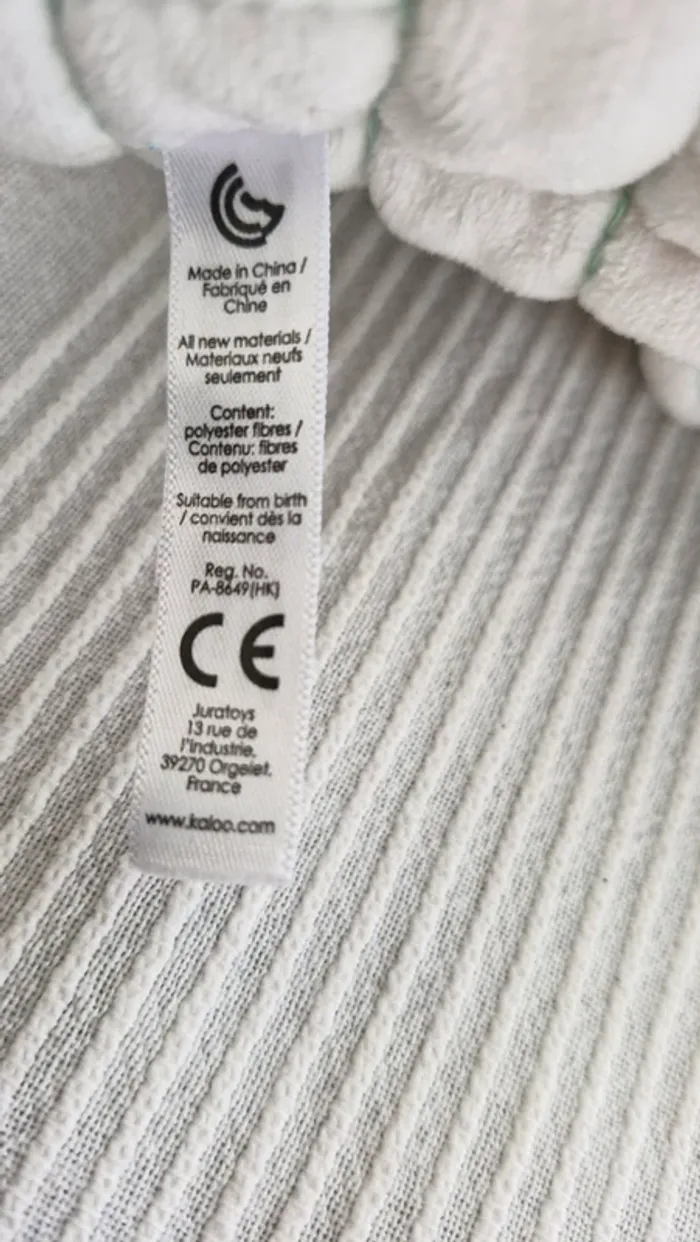 Made in China /
Fabriqué en
Chine
All new materials /
Materiaux neufs
seulement
Content:
polyester fibres /
Contenu: fibres
de polyester
Suitable from birth
/ convient dès la
naissance
Reg. No.
PA-8649(HK)
CE
Juratoys
13 rue de
l'industrie,
39270 Orgelet,
France
www.kaloo.com